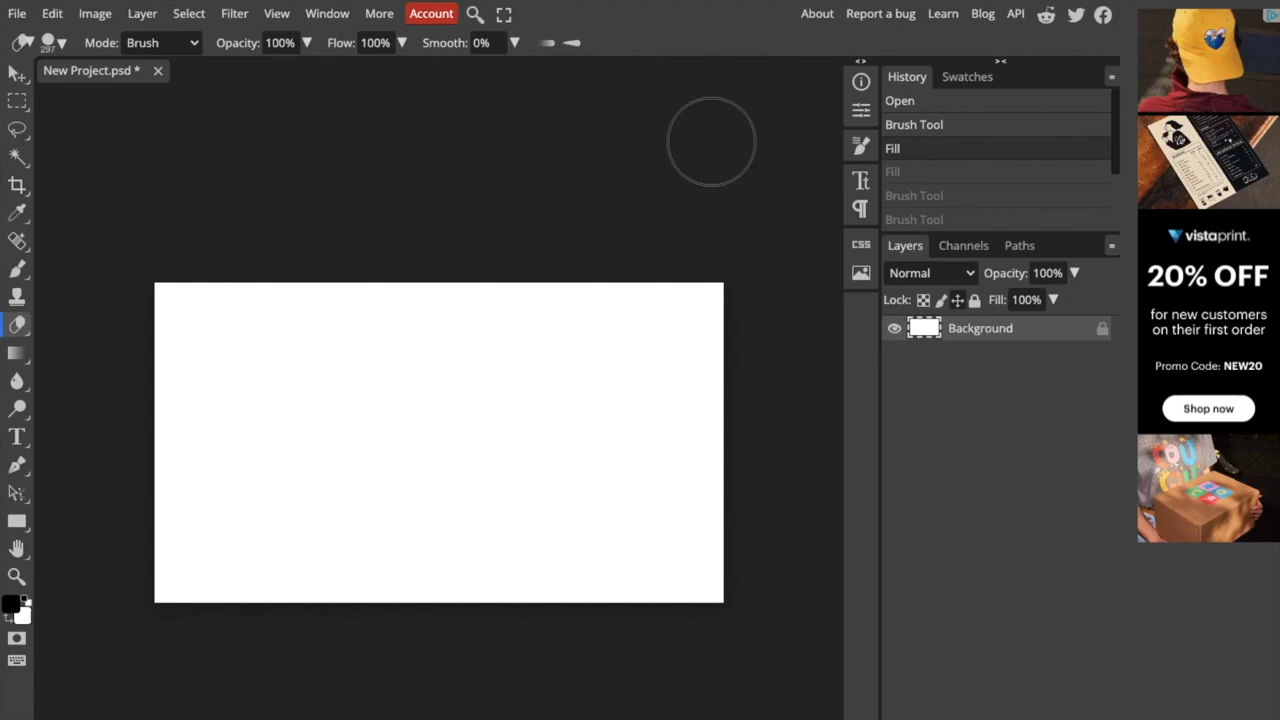 File Edit Image Layer Select Filter View Window More Account
About Report a bug Learn Blog API
297 Mode: Brush Opacity: 100% Flow: 100% Smooth: 0%
New Project.psd *
History Swatches
Open
Brush Tool
Fill
Fill
Brush Tool
Brush Tool
CSS
Layers Channels Paths
Normal Opacity: 100%
Lock: Fill: 100%
Background
vistaprint.
20% OFF
for new customers
on their first order
Promo Code: NEW20
Shop now